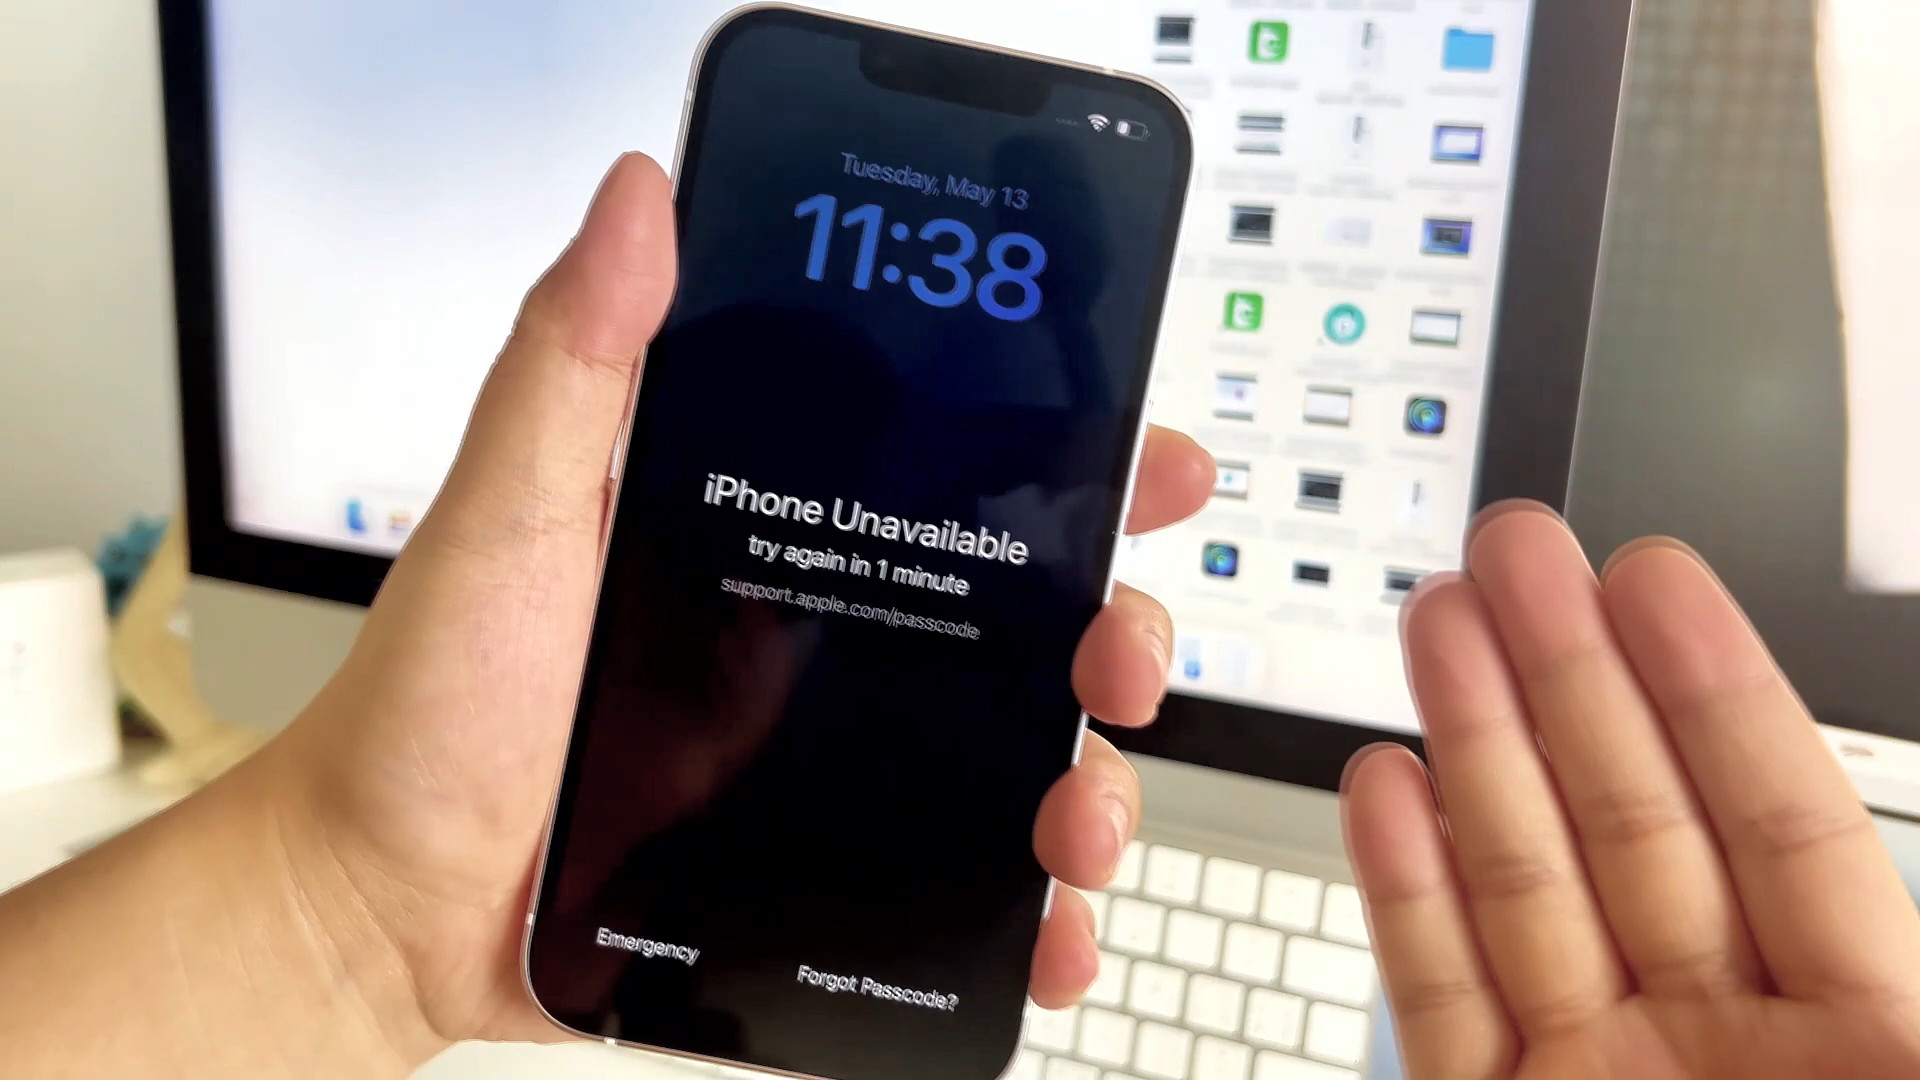 Tuesday, May 13
11:38
iPhone Unavailable
try again in 1 minute
support.apple.com/passcode
Emergency
Forgot Passcode?